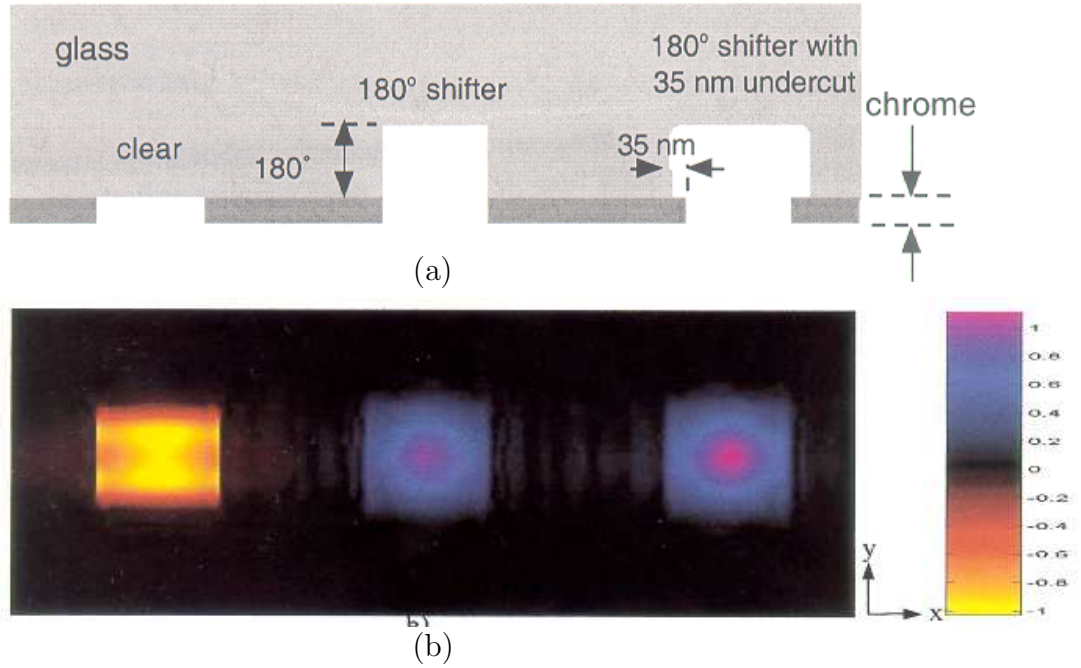 glass
180° shifter with
35 nm undercut
180° shifter
chrome
clear
180°
35 nm
(a)
1
0.8
0.6
0.4
0.2
0
-0.2
-0.4
-0.6
-0.8
-1
y
x
(b)